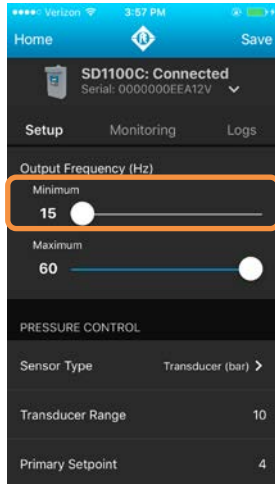 Verizon 3:57 PM
Home Save
SD1100C: Connected
Serial: 0000000EEA12V
Setup Monitoring Logs
Output Frequency (Hz)
Minimum
15
Maximum
60
PRESSURE CONTROL
Sensor Type Transducer (bar)
Transducer Range 10
Primary Setpoint 4